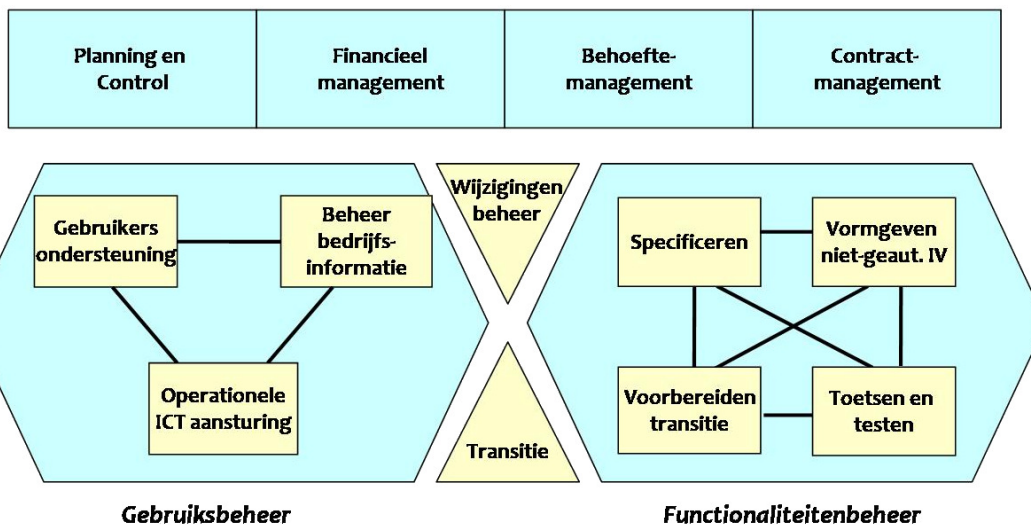 Planning en
Control
Financieel
management
Behoefte-
management
Contract-
management
Gebruikers
ondersteuning
Beheer
bedrijfs-
informatie
Operationele
ICT aansturing
Wijzigingen
beheer
Transitie
Specificeren
Vormgeven
niet-geaut. IV
Voorbereiden
transitie
Toetsen en
testen
Gebruiksbeheer
Functionaliteitenbeheer